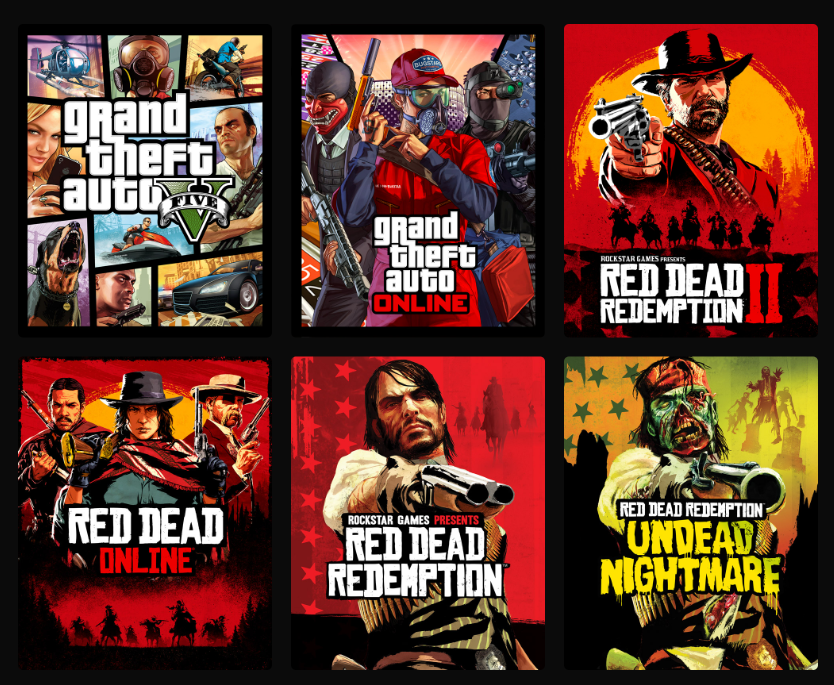 grand
theft
auto V
FIVE
BUGSTARS
grand
theft
auto
ONLINE
ROCKSTAR GAMES PRESENTS
RED DEAD
REDEMPTION II
RED DEAD
ONLINE
ROCKSTAR GAMES PRESENTS
RED DEAD
REDEMPTION
RED DEAD REDEMPTION
UNDEAD
NIGHTMARE